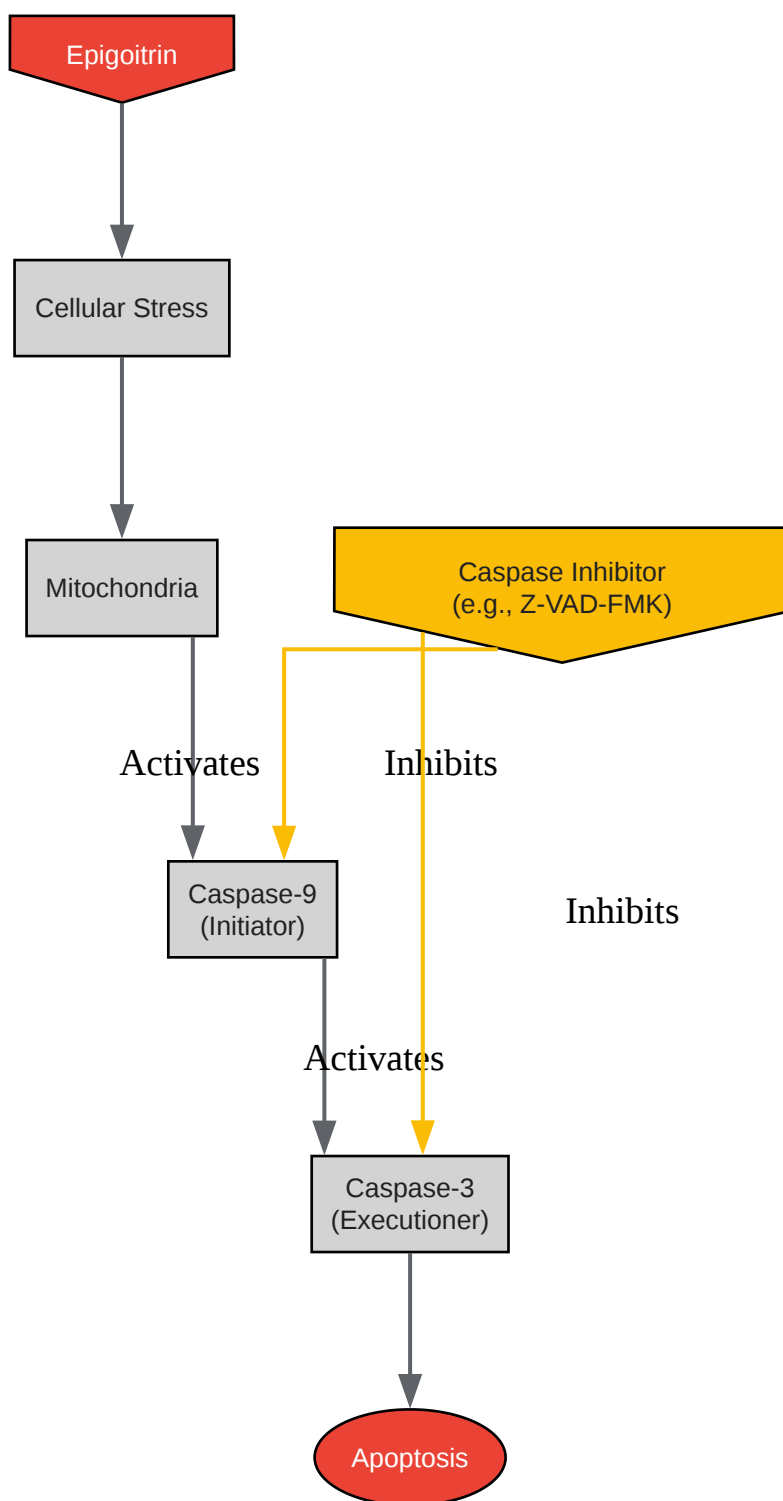 Epigoitrin
Cellular Stress
Mitochondria
Caspase Inhibitor
(e.g., Z-VAD-FMK)
Activates
Inhibits
Caspase-9
(Initiator)
Inhibits
Activates
Caspase-3
(Executioner)
Apoptosis